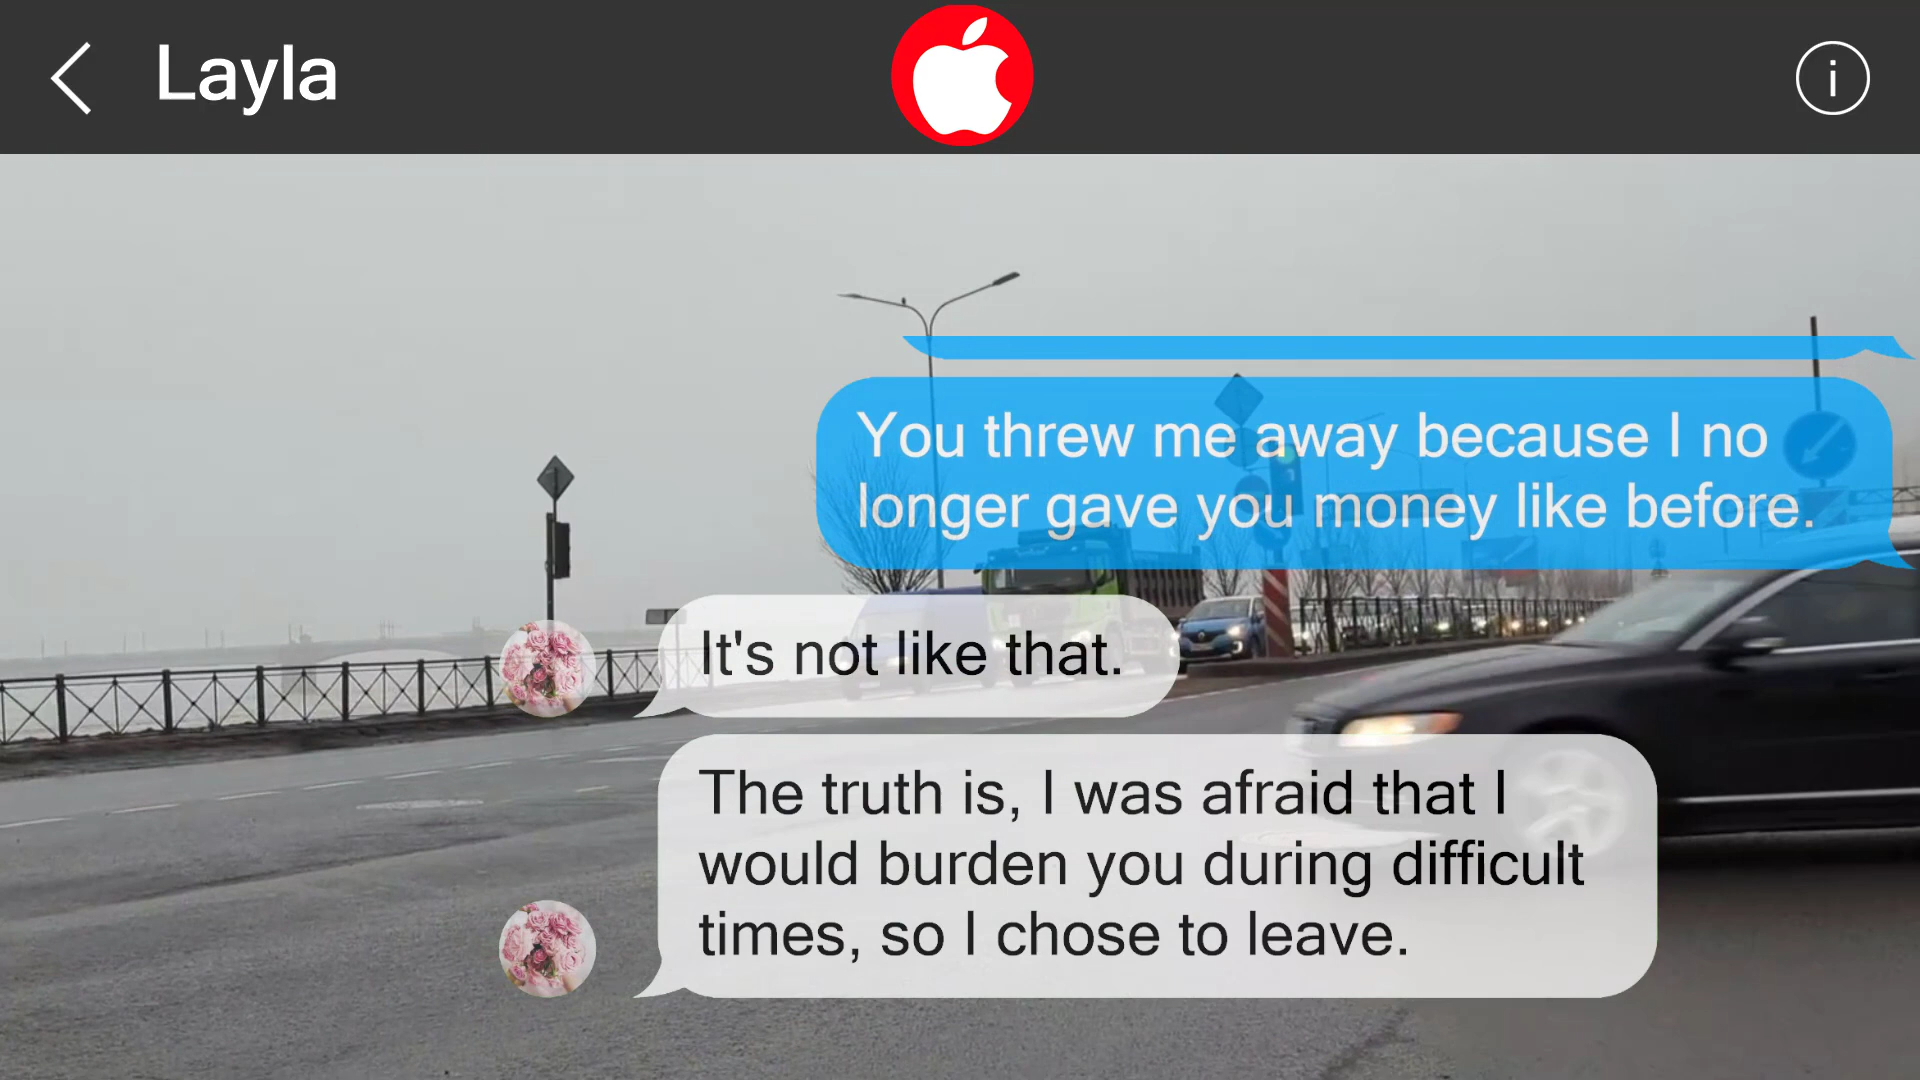 Layla
You threw me away because I no
longer gave you money like before.
It's not like that.
The truth is, I was afraid that I
would burden you during difficult
times, so I chose to leave.